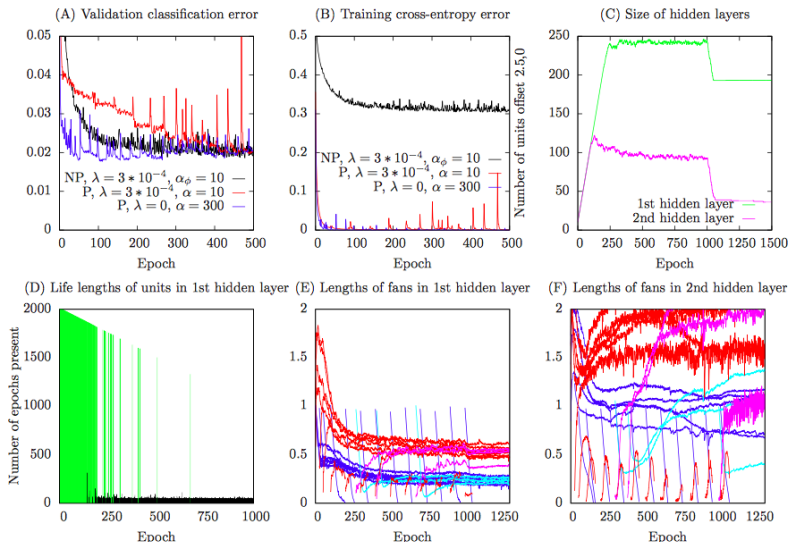 (A) Validation classification error
0.05
0.04
0.03
0.02
0.01
0
NP, λ = 3 ∗ 10⁻⁴, αϕ = 10
P, λ = 3 ∗ 10⁻⁴, α = 10
P, λ = 0, α = 300
0 100 200 300 400 500
Epoch
(B) Training cross-entropy error
0.5
0.4
0.3
0.2
0.1
0
NP, λ = 3 ∗ 10⁻⁴, αϕ = 10
P, λ = 3 ∗ 10⁻⁴, α = 10
P, λ = 0, α = 300
0 100 200 300 400 500
Epoch
(C) Size of hidden layers
Number of units offset 2.5,0
250
200
150
100
50
0
1st hidden layer
2nd hidden layer
0 250 500 750 1000 1250 1500
Epoch
(D) Life lengths of units in 1st hidden layer
Number of epochs present
2000
1500
1000
500
0
0 250 500 750 1000
Epoch
(E) Lengths of fans in 1st hidden layer
2
1.5
1
0.5
0
0 250 500 750 1000 1250
Epoch
(F) Lengths of fans in 2nd hidden layer
2
1.5
1
0.5
0
0 250 500 750 1000 1250
Epoch